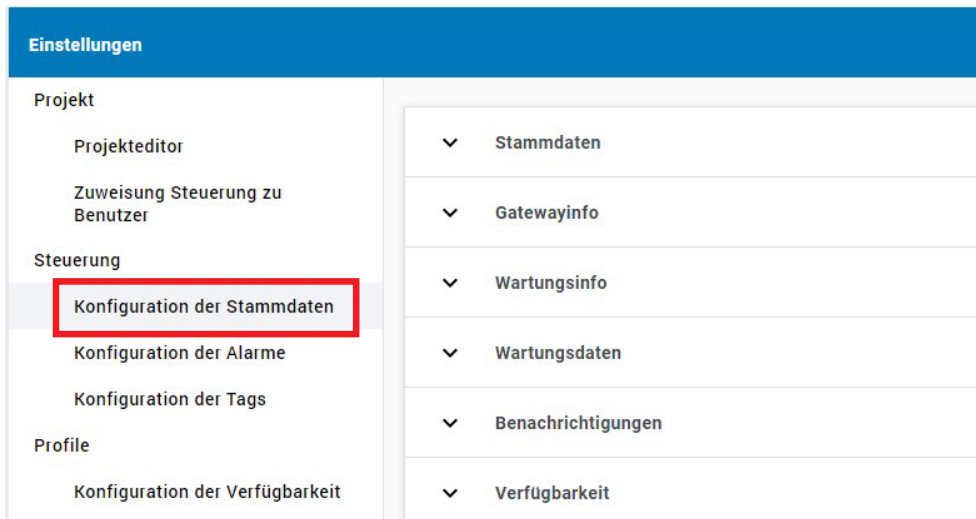 Einstellungen
Projekt
Projekteditor
Zuweisung Steuerung zu
Benutzer
Steuerung
Konfiguration der Stammdaten
Konfiguration der Alarme
Konfiguration der Tags
Profile
Konfiguration der Verfügbarkeit
Stammdaten
Gatewayinfo
Wartungsinfo
Wartungsdaten
Benachrichtigungen
Verfügbarkeit